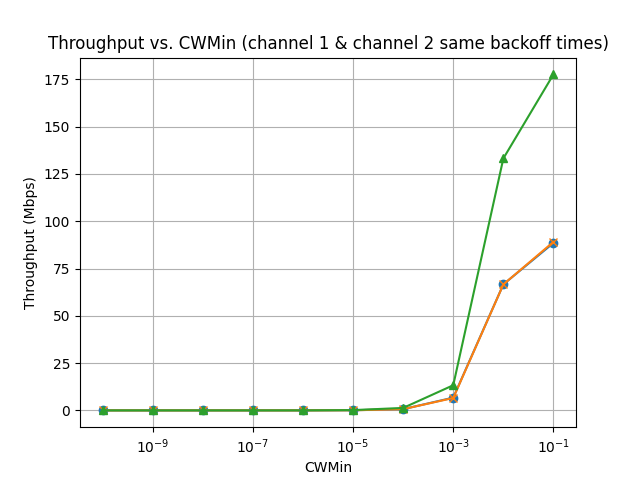 Throughput vs. CWMin (channel 1 & channel 2 same backoff times)
Throughput (Mbps)
175
150
125
100
75
50
25
0
10⁻⁹ 10⁻⁷ 10⁻⁵ 10⁻³ 10⁻¹
CWMin